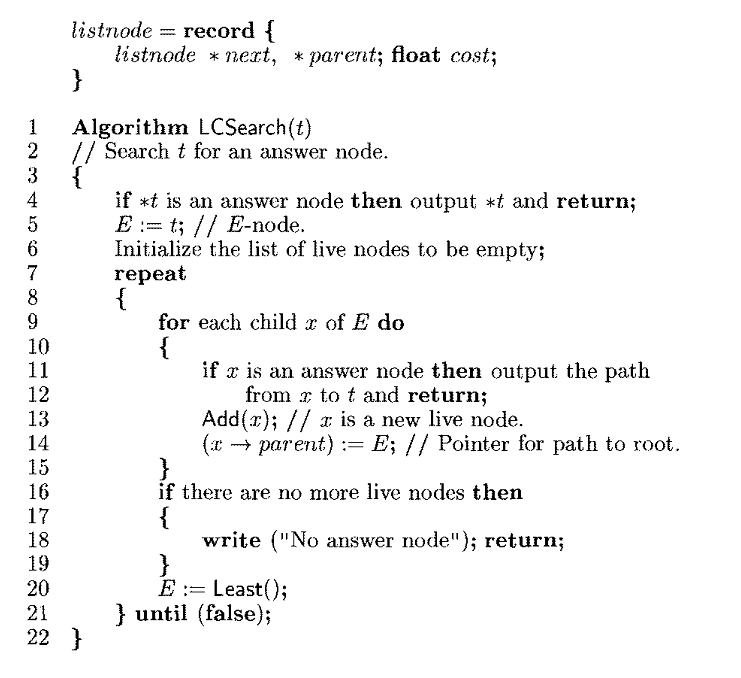 listnode = record {
listnode * next, * parent; float cost;
}
1 Algorithm LCSearch(t)
2 // Search t for an answer node.
3 {
4 if *t is an answer node then output *t and return;
5 E := t; // E-node.
6 Initialize the list of live nodes to be empty;
7 repeat
8 {
9 for each child x of E do
10 {
11 if x is an answer node then output the path
12 from x to t and return;
13 Add(x); // x is a new live node.
14 (x → parent) := E; // Pointer for path to root.
15 }
16 if there are no more live nodes then
17 {
18 write ("No answer node"); return;
19 }
20 E := Least();
21 } until (false);
22 }